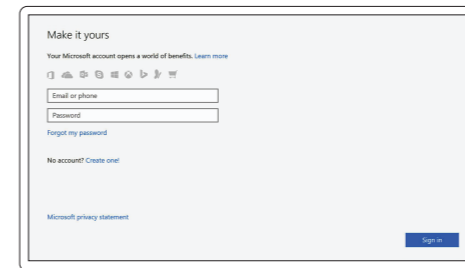 Make it yours
Your Microsoft account opens a world of benefits. Learn more
Email or phone
Password
Forgot my password
No account? Create one!
Microsoft privacy statement
Sign in